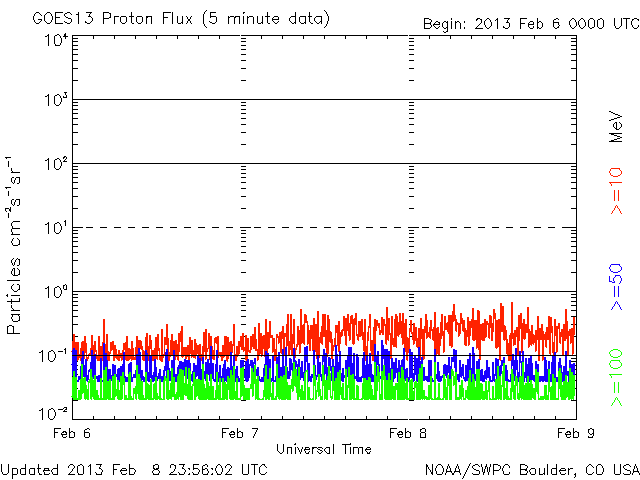 GOES13 Proton Flux (5 minute data)
Begin: 2013 Feb 6 0000 UTC
10⁴
10³
10²
10¹
10⁰
10⁻¹
10⁻²
Particles cm⁻²s⁻¹sr⁻¹
MeV
>=10
>=50
>=100
Feb 6
Feb 7
Feb 8
Feb 9
Universal Time
Updated 2013 Feb 8 23:56:02 UTC
NOAA/SWPC Boulder, CO USA